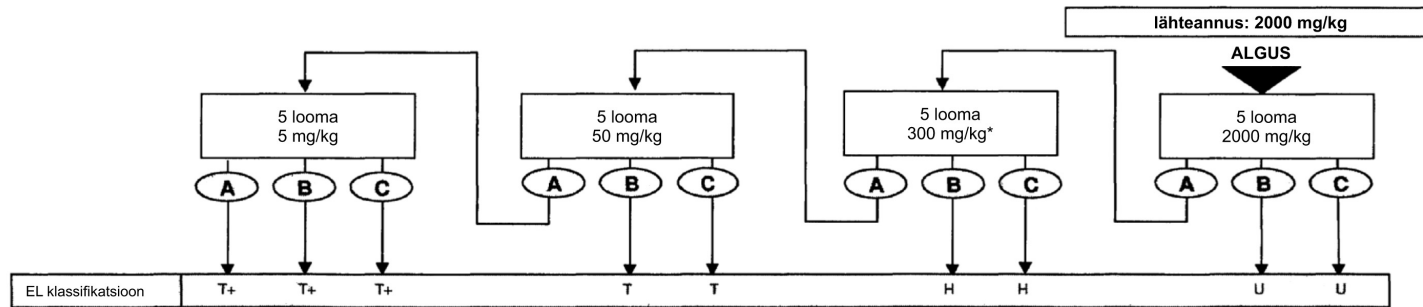 lähteannus: 2000 mg/kg
ALGUS
5 looma
5 mg/kg
5 looma
50 mg/kg
5 looma
300 mg/kg*
5 looma
2000 mg/kg
A B C A B C A B C A B C
EL klassifikatsioon T+ T+ T+ T T H H U U